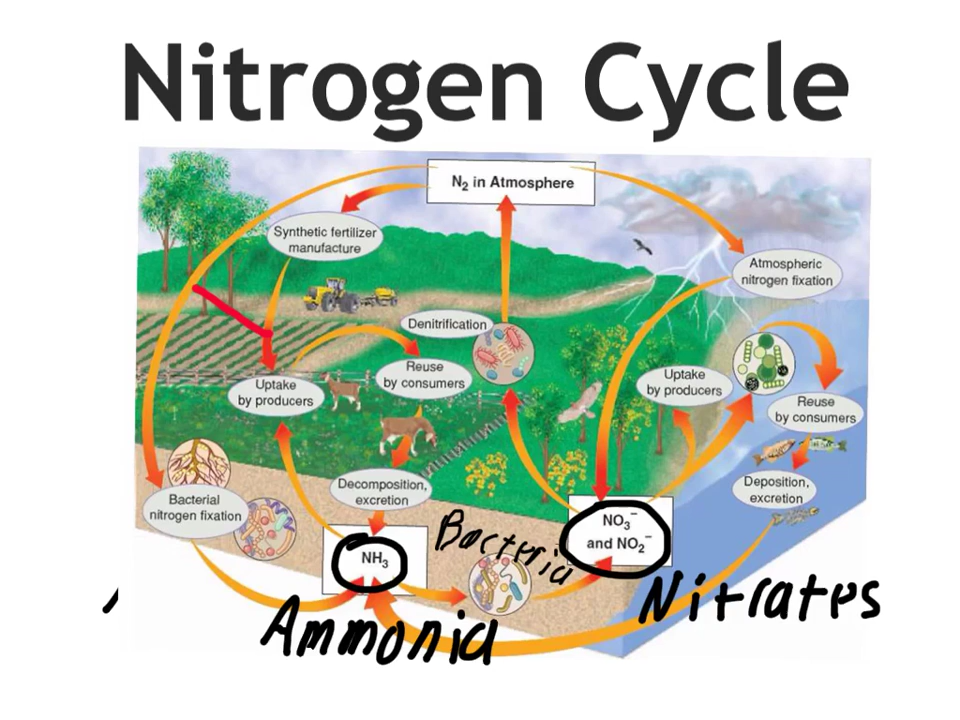 Nitrogen Cycle
N₂ in Atmosphere
Synthetic fertilizer
manufacture
Atmospheric
nitrogen fixation
Denitrification
Uptake
by producers
Reuse
by consumers
Uptake
by producers
Reuse
by consumers
Decomposition,
excretion
Deposition,
excretion
Bacterial
nitrogen fixation
NO₃⁻
and NO₂⁻
NH₃
Bacteria
Nitrates
Ammonia